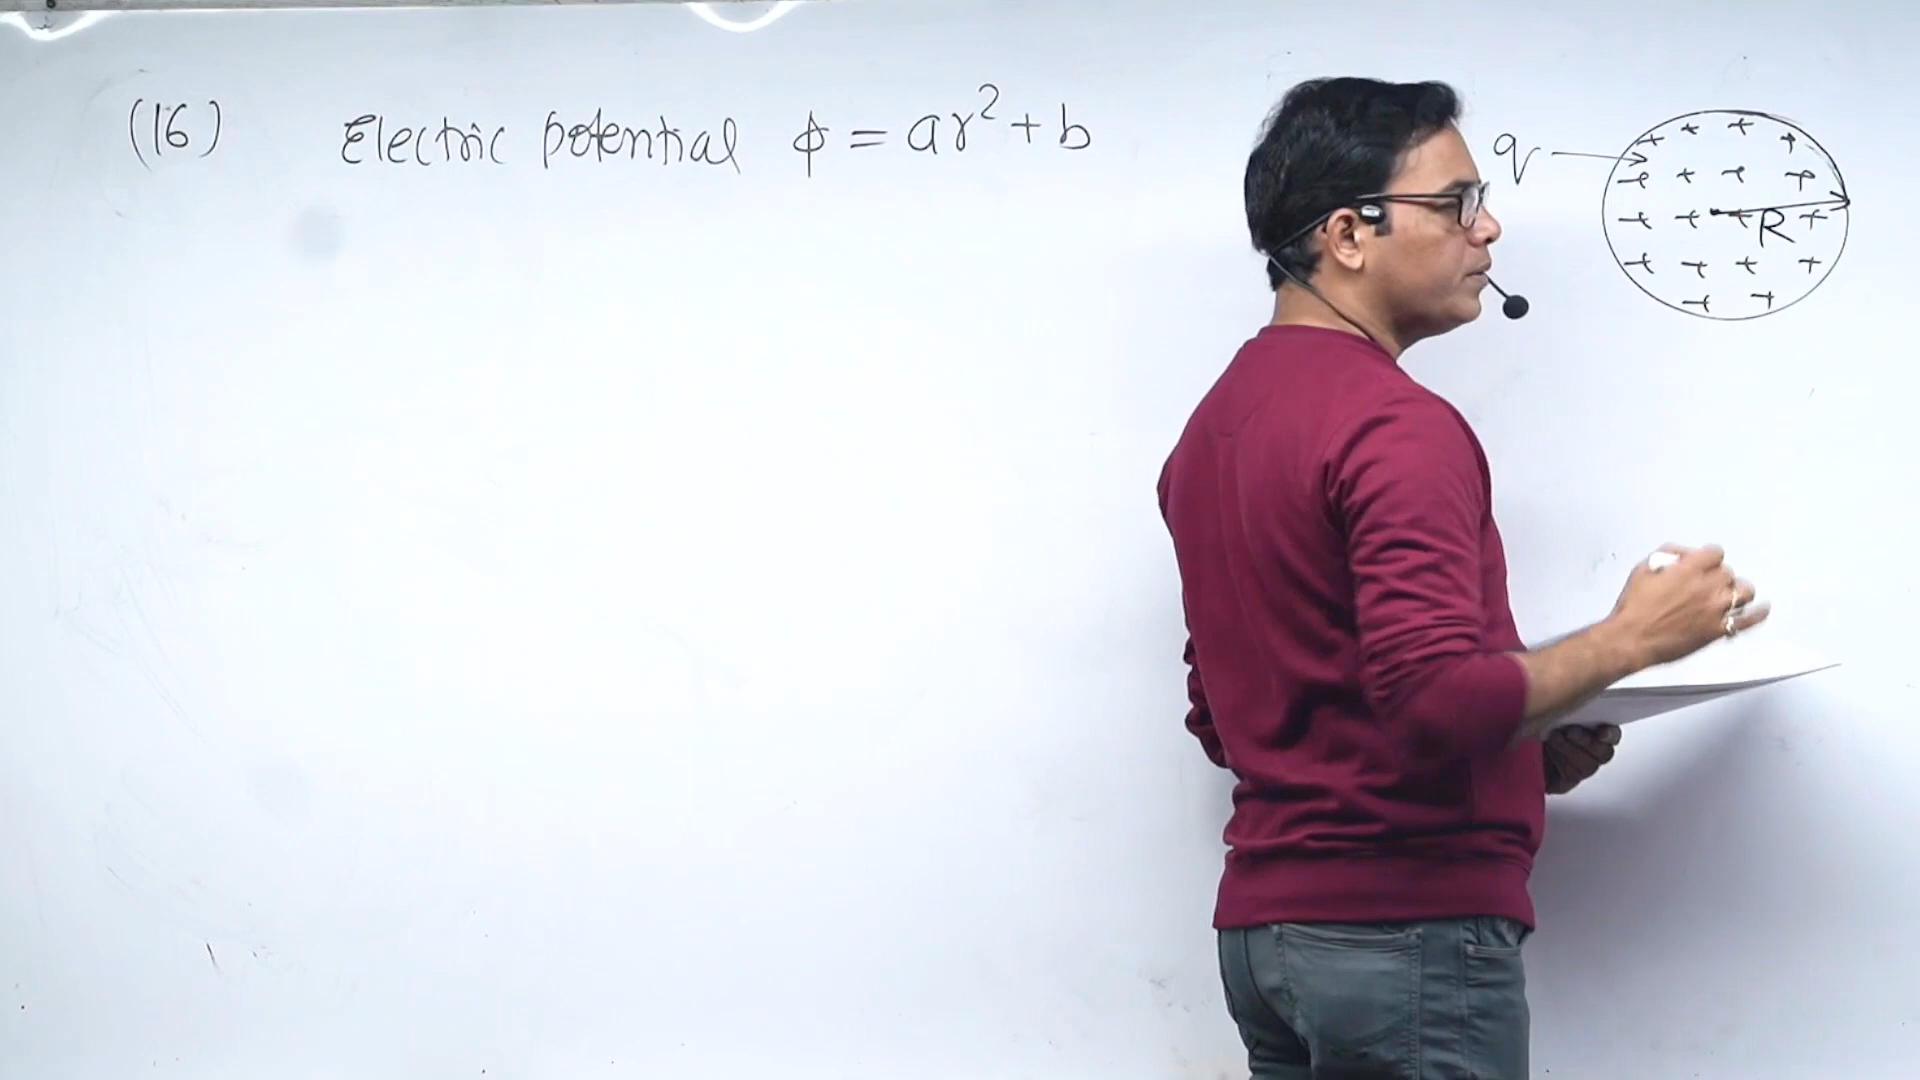 (16) Electric potential ϕ = ar² + b
q
R